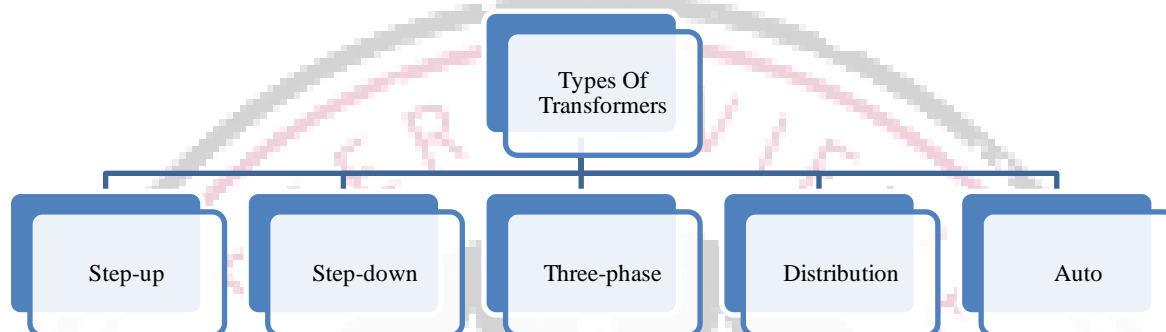 Types Of
Transformers
Step-up
Step-down
Three-phase
Distribution
Auto